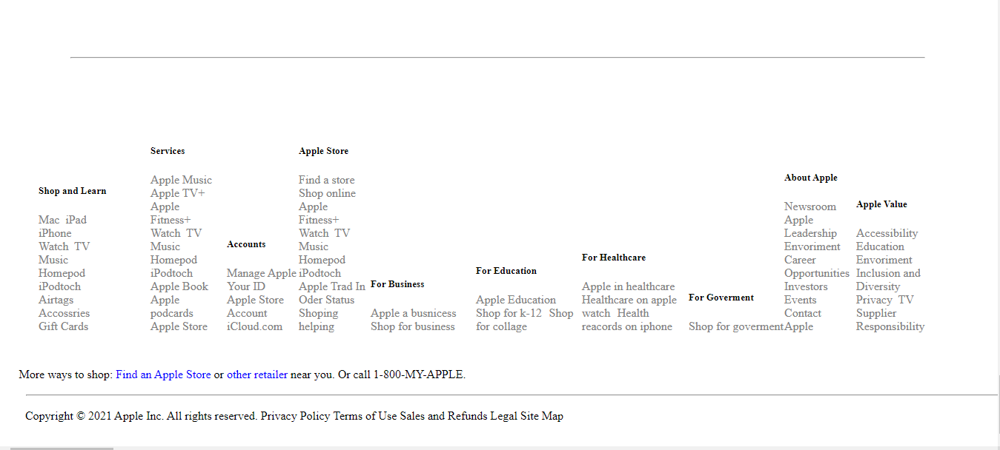 Shop and Learn
Mac iPad
iPhone
Watch TV
Music
Homepod
iPodtoch
Airtags
Accossries
Gift Cards
Services
Apple Music
Apple TV+
Apple
Fitness+
Watch TV
Music
Homepod
iPodtoch
Apple Book
Apple
podcards
Apple Store
Accounts
Manage Apple
Your ID
Apple Store
Account
iCloud.com
Apple Store
Find a store
Shop online
Apple
Fitness+
Watch TV
Music
Homepod
iPodtoch
Apple Trad In
Oder Status
Shoping
helping
For Business
Apple a busnicess
Shop for business
For Education
Apple Education
Shop for k-12 Shop
for collage
For Healthcare
Apple in healthcare
Healthcare on apple
watch Health
reacords on iphone
For Goverment
Shop for goverment
About Apple
Newsroom
Apple
Leadership
Envoriment
Career
Opportunities
Investors
Events
Contact
Apple
Apple Value
Accessibility
Education
Envoriment
Inclusion and
Diversity
Privacy TV
Supplier
Responsibility
More ways to shop: Find an Apple Store or other retailer near you. Or call 1-800-MY-APPLE.
Copyright © 2021 Apple Inc. All rights reserved. Privacy Policy Terms of Use Sales and Refunds Legal Site Map